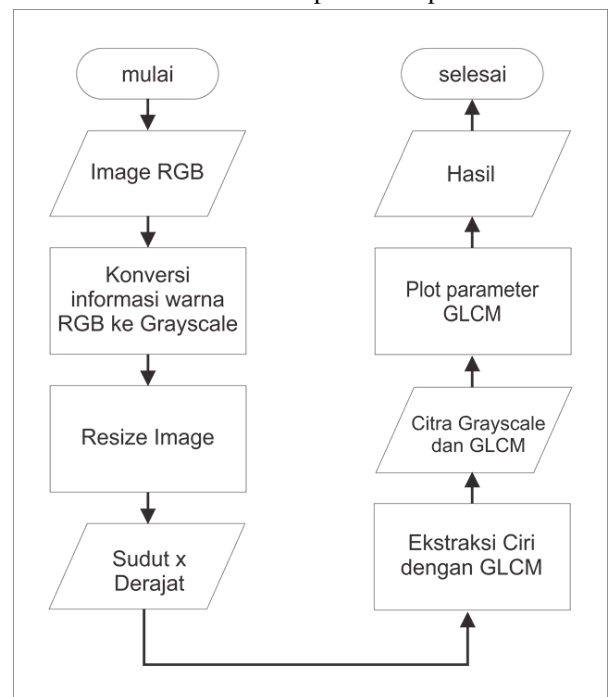 mulai
Image RGB
Konversi
informasi warna
RGB ke Grayscale
Resize Image
Sudut x
Derajat
Ekstraksi Ciri
dengan GLCM
Citra Grayscale
dan GLCM
Plot parameter
GLCM
Hasil
selesai